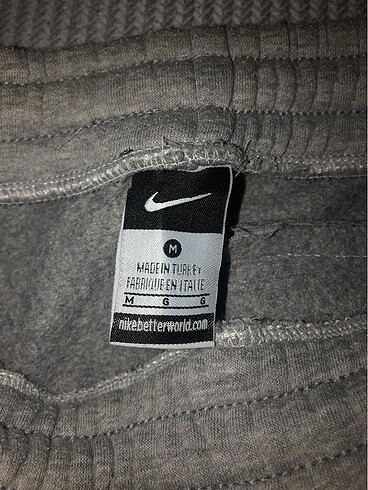 M
MADE IN TURKEY
FABRIQUE EN ITALIE
M G G
nikebetterworld.com